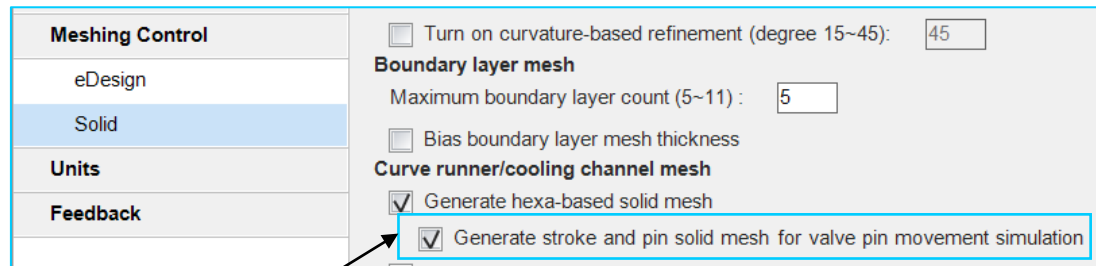 Meshing Control
eDesign
Solid
Units
Feedback
Turn on curvature-based refinement (degree 15~45): 45
Boundary layer mesh
Maximum boundary layer count (5~11) : 5
Bias boundary layer mesh thickness
Curve runner/cooling channel mesh
Generate hexa-based solid mesh
Generate stroke and pin solid mesh for valve pin movement simulation